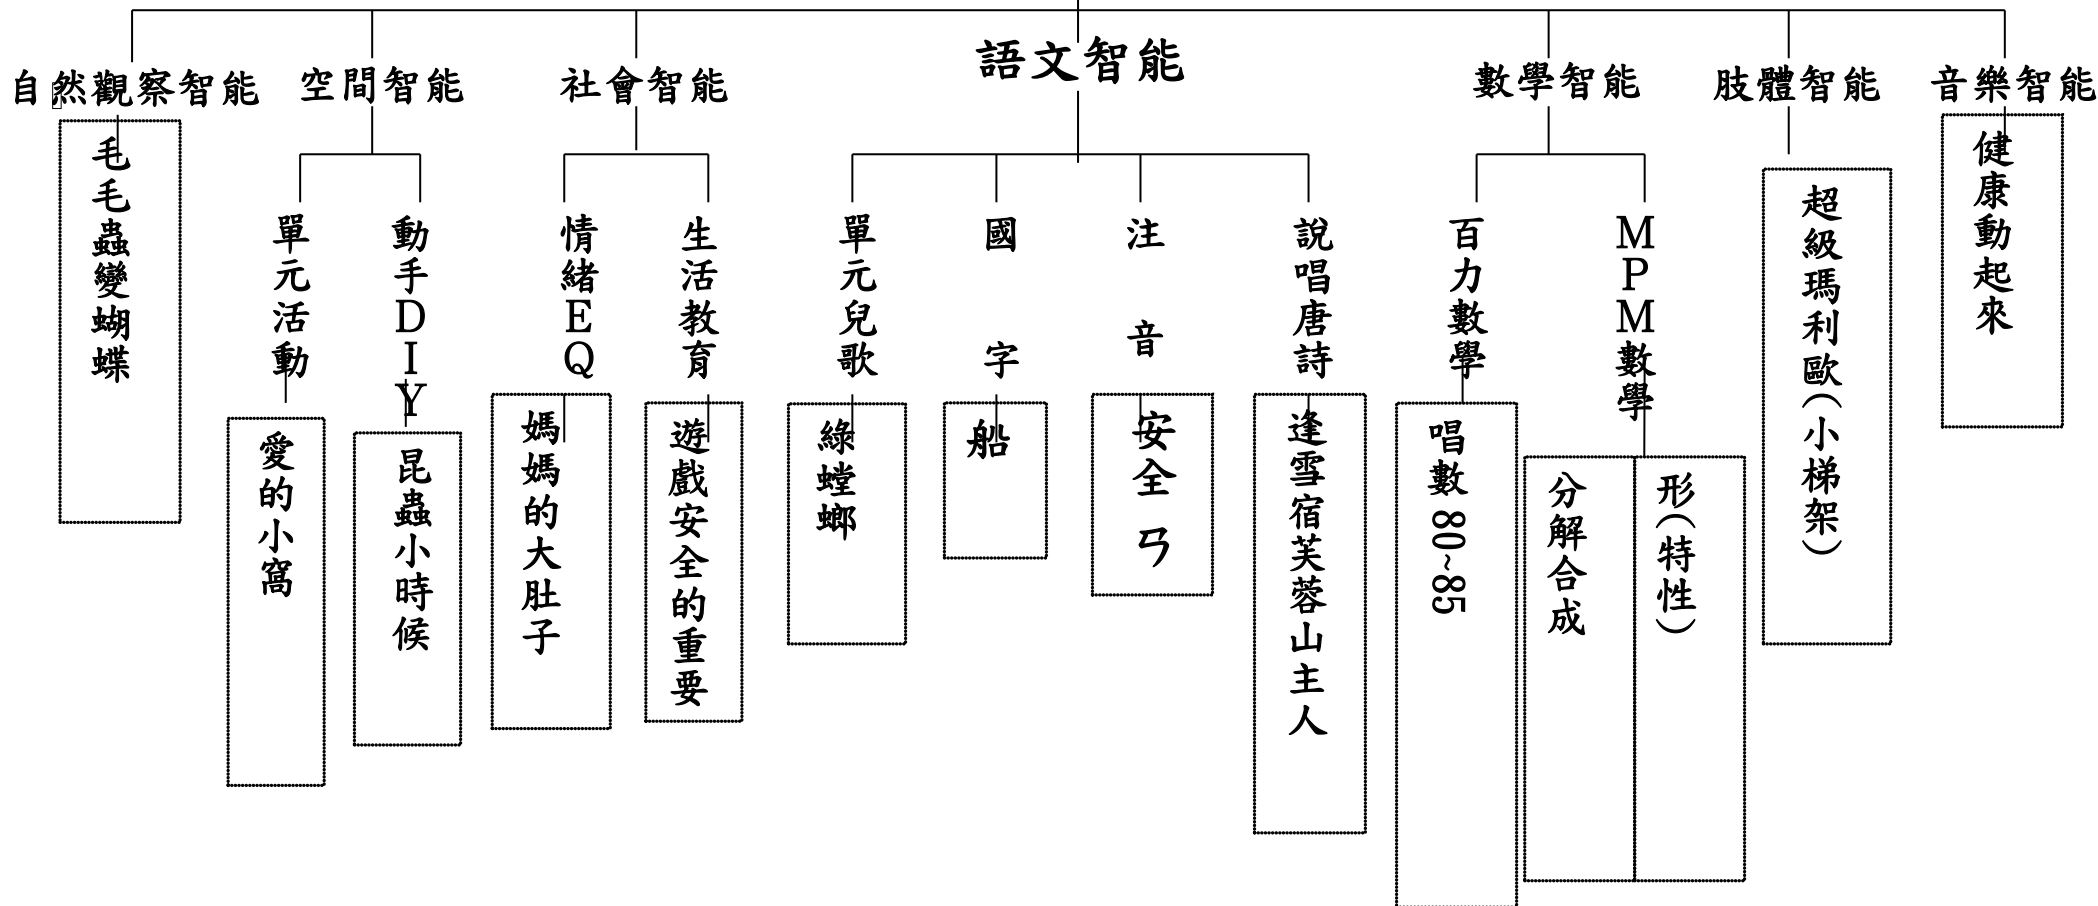 語文智能
自然觀察智能
空間智能
社會智能
數學智能
肢體智能
音樂智能
毛毛蟲變蝴蝶
單元活動
愛的小窩
動手DIY
昆蟲小時候
情緒EQ
媽媽的大肚子
生活教育
遊戲安全的重要
單元兒歌
綠螳螂
國字
船
注音
安全ㄢ
說唱唐詩
逢雪宿芙蓉山主人
百力數學
唱數 80~85
MPM數學
分解合成
形(特性)
超級瑪利歐(小梯架)
健康動起來